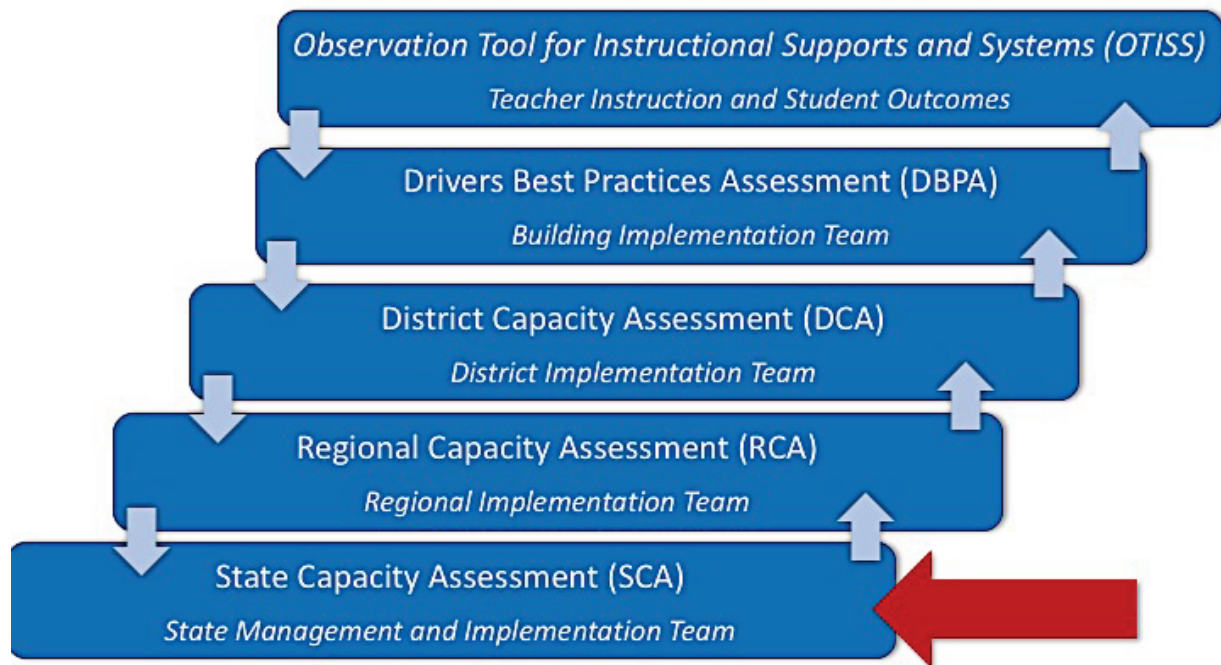 Observation Tool for Instructional Supports and Systems (OTISS)
Teacher Instruction and Student Outcomes
Drivers Best Practices Assessment (DBPA)
Building Implementation Team
District Capacity Assessment (DCA)
District Implementation Team
Regional Capacity Assessment (RCA)
Regional Implementation Team
State Capacity Assessment (SCA)
State Management and Implementation Team